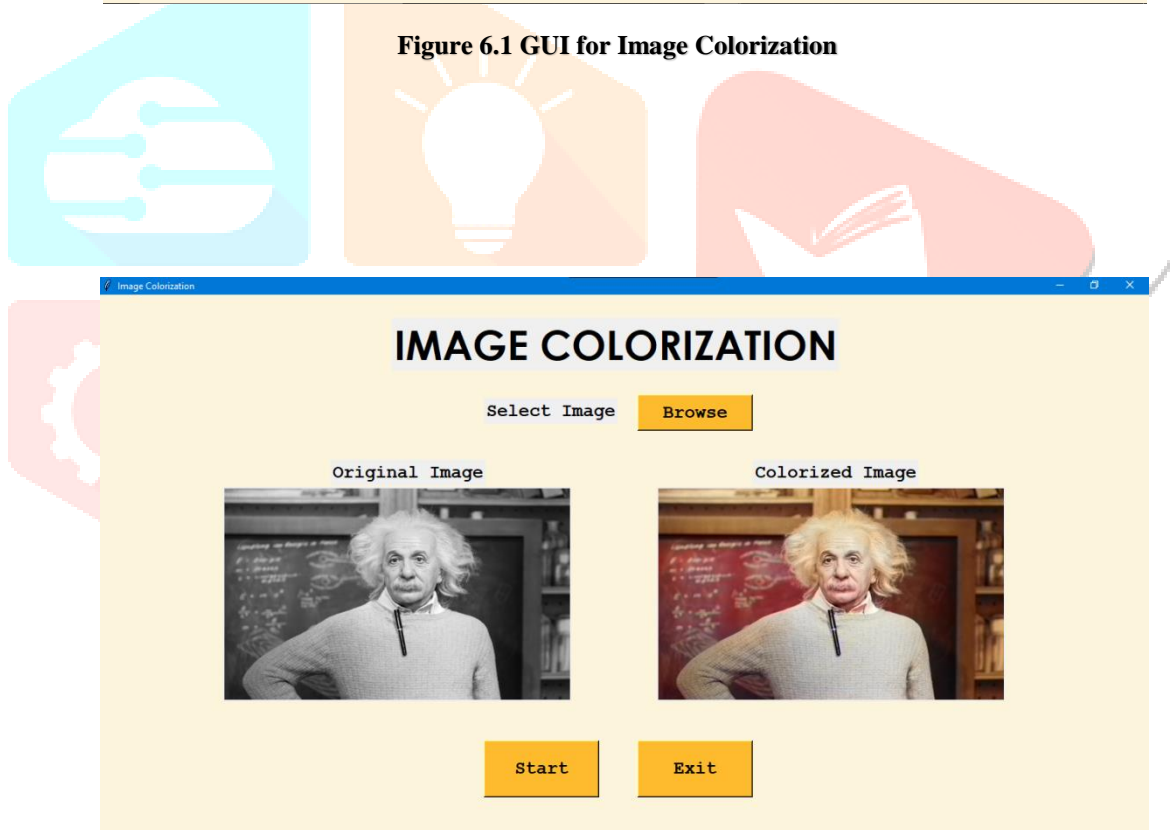 Figure 6.1 GUI for Image Colorization
Image Colorization
IMAGE COLORIZATION
Select Image Browse
Original Image Colorized Image
Start Exit